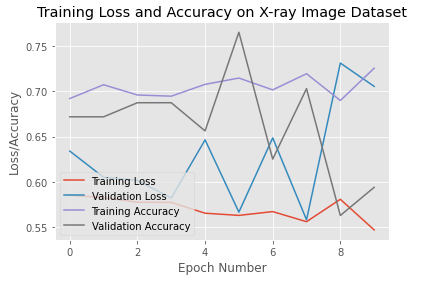 Training Loss and Accuracy on X-ray Image Dataset
0.75
0.70
0.65
0.60
0.55
Loss/Accuracy
Training Loss
Validation Loss
Training Accuracy
Validation Accuracy
0 2 4 6 8
Epoch Number